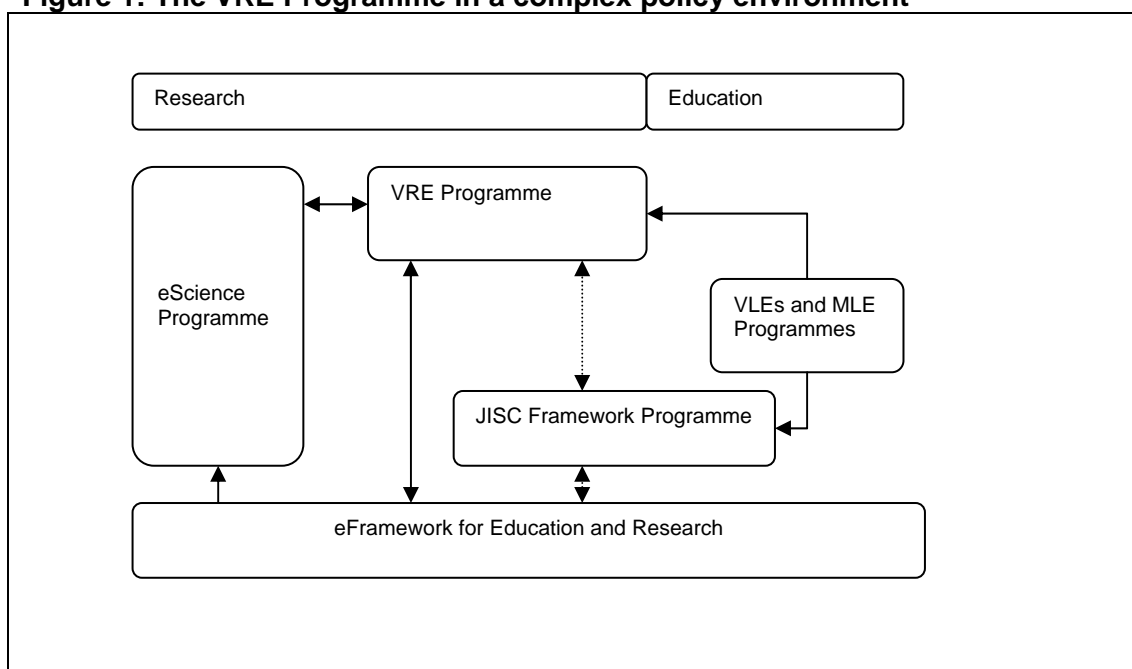 Figure 1: The VRE Programme in a complex policy environment
Research
Education
VRE Programme
eScience
Programme
VLEs and MLE
Programmes
JISC Framework Programme
eFramework for Education and Research